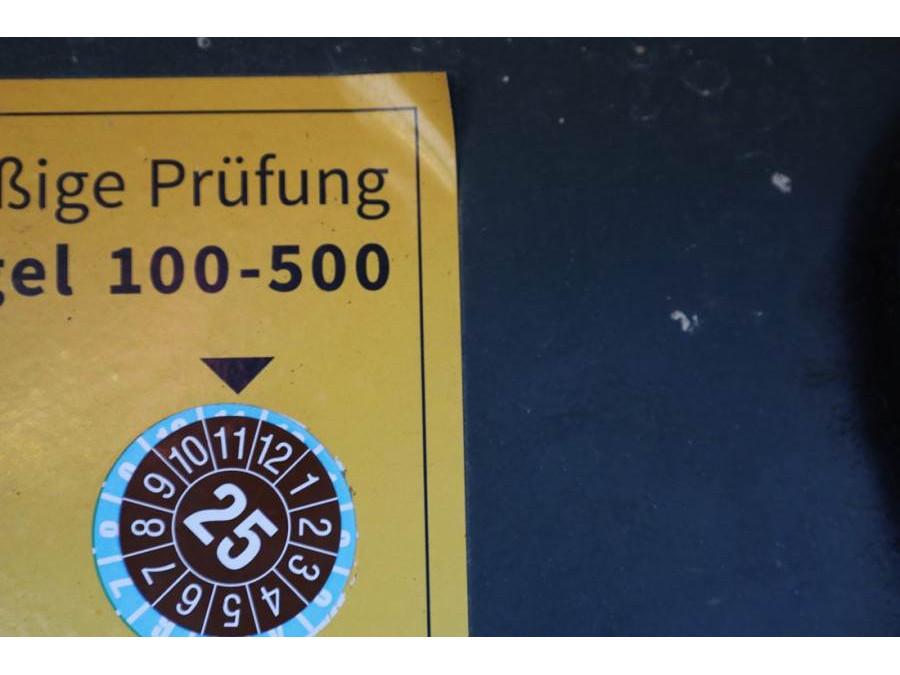 ßige Prüfung
gel 100-500
10 11 12 1 2 3 4 5 6 7 8 9
25